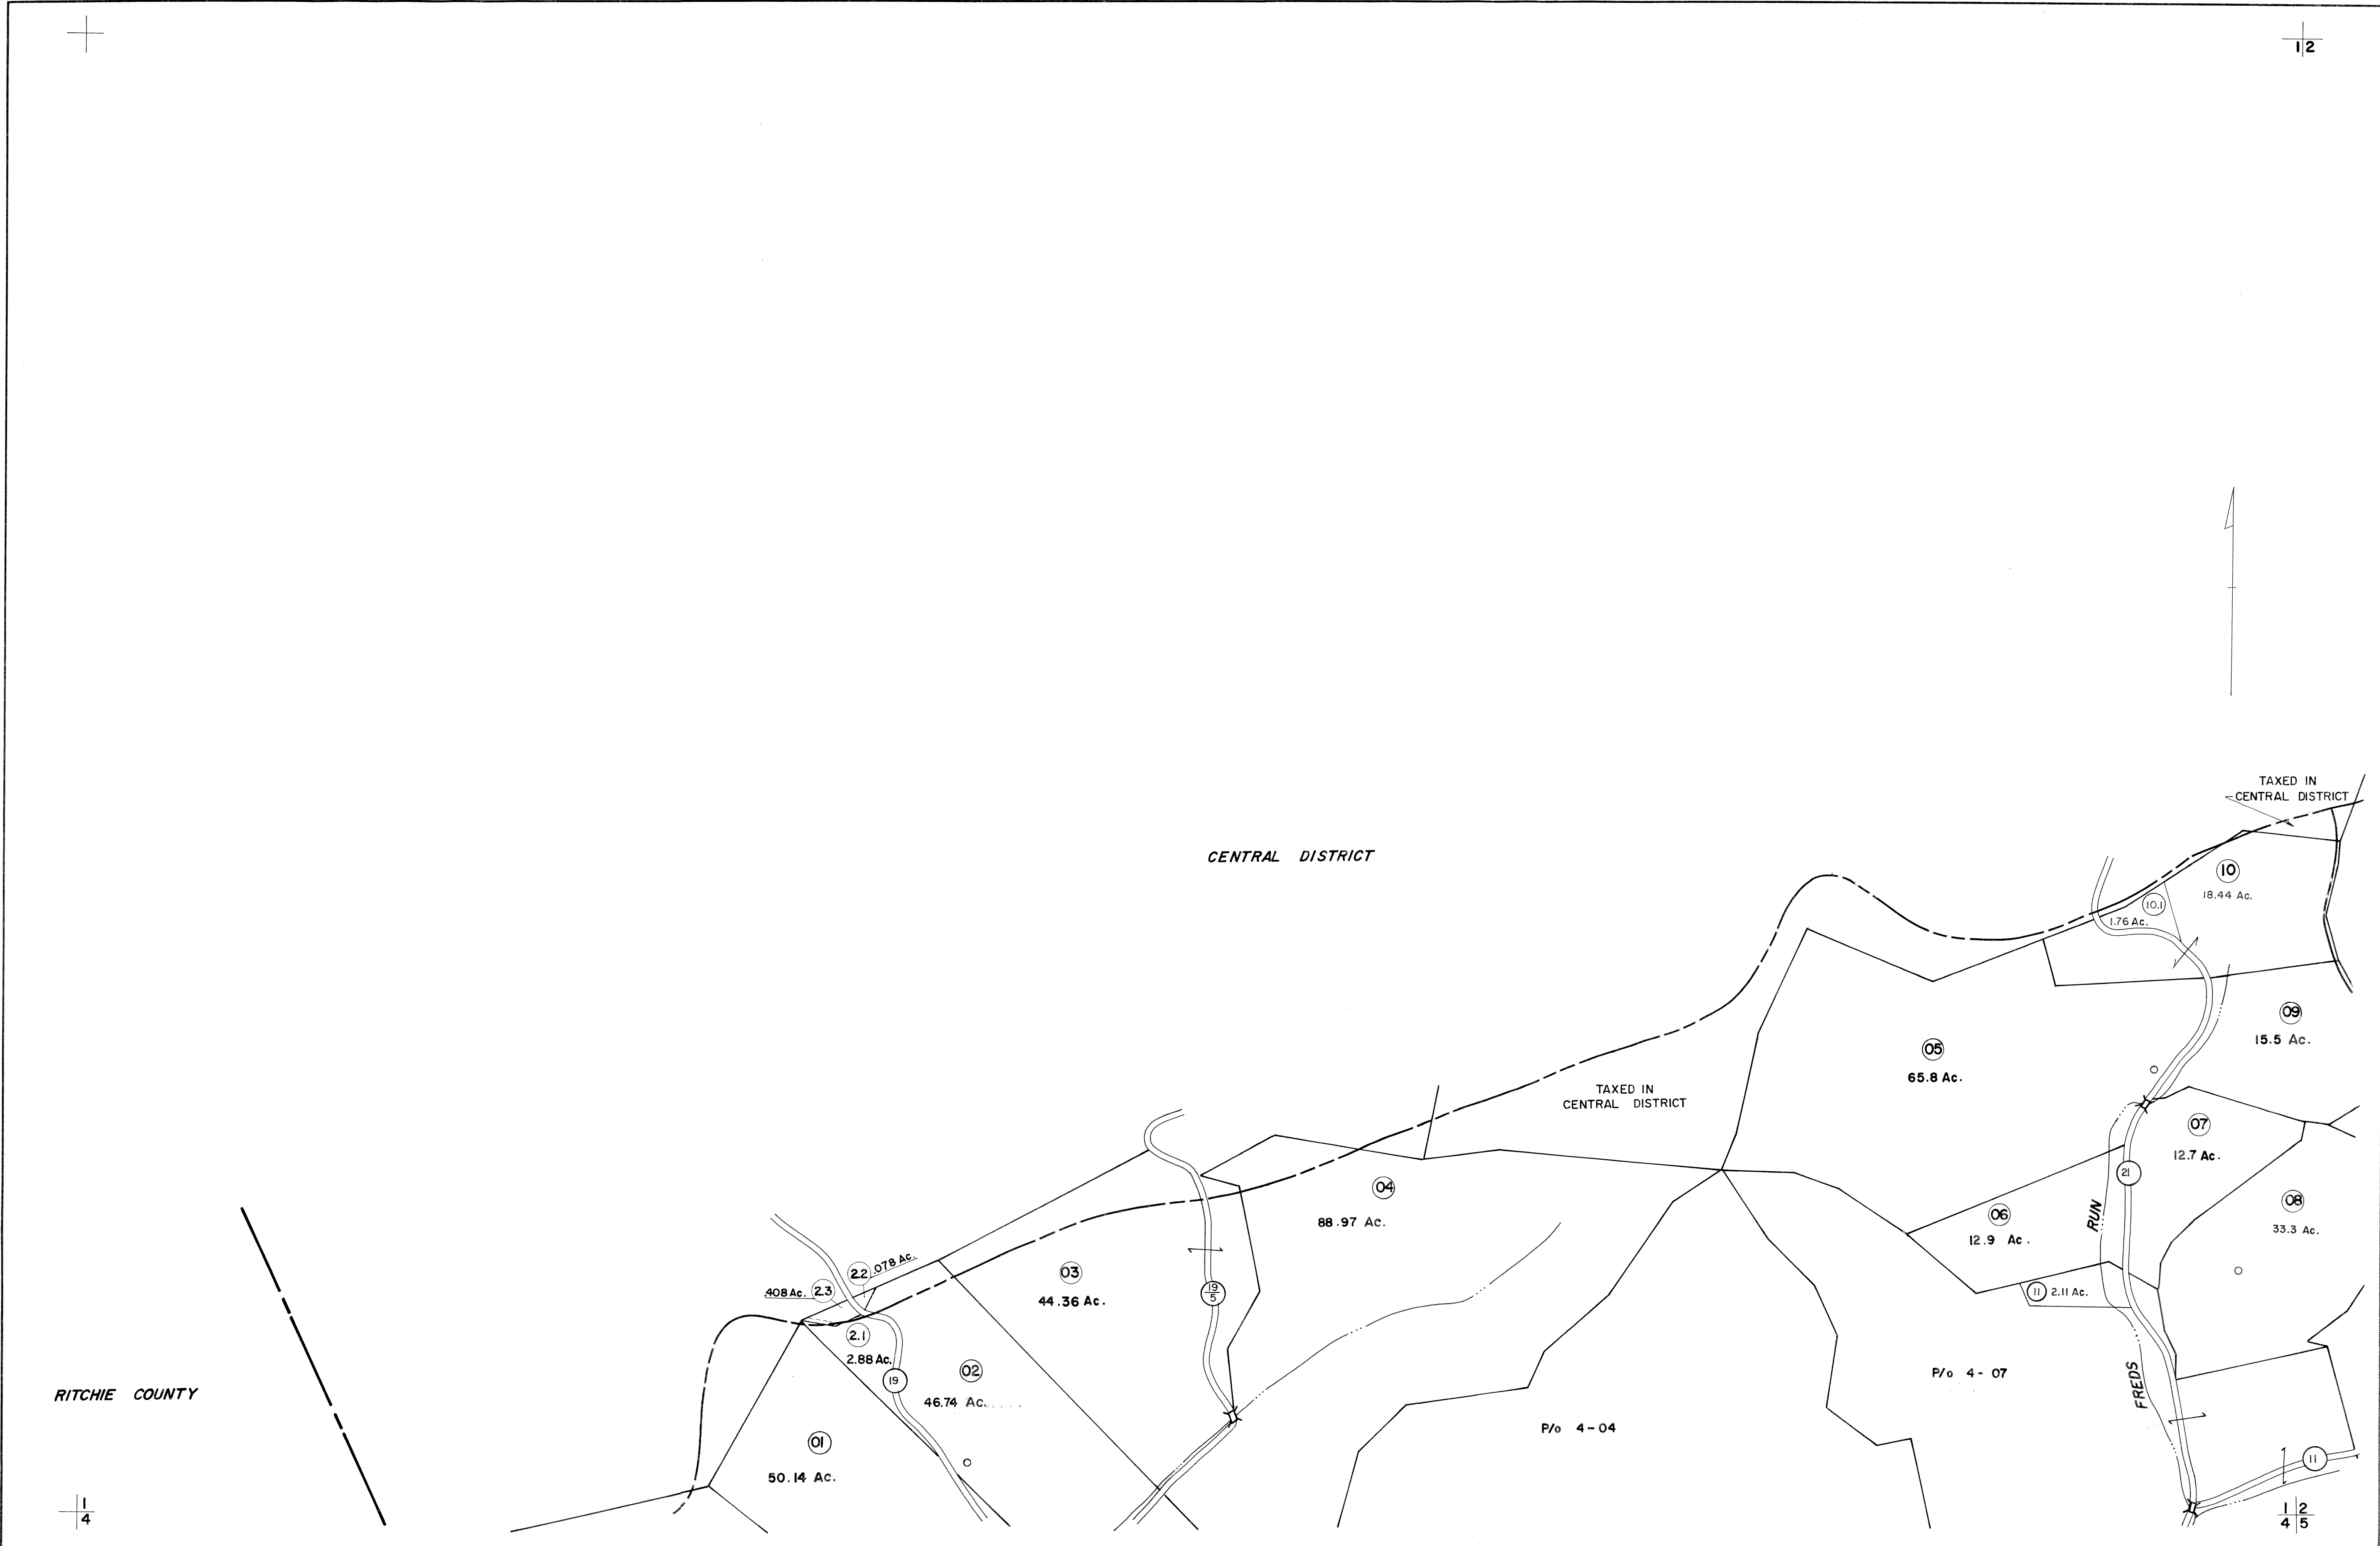 1 2
TAXED IN
CENTRAL DISTRICT
CENTRAL DISTRICT
10
18.44 Ac.
10.1
1.76 Ac.
09
15.5 Ac.
05
65.8 Ac.
TAXED IN
CENTRAL DISTRICT
07
12.7 Ac.
21
04
88.97 Ac.
06
12.9 Ac.
RUN
08
33.3 Ac.
2.2 .078 Ac.
.408 Ac. 2.3
03
44.36 Ac.
19
5
11 2.11 Ac.
2.1
2.88 Ac.
19
02
46.74 Ac.
P/o 4-07
FREDS
RITCHIE COUNTY
P/o 4-04
01
50.14 Ac.
11
1
4
1 2
4 5